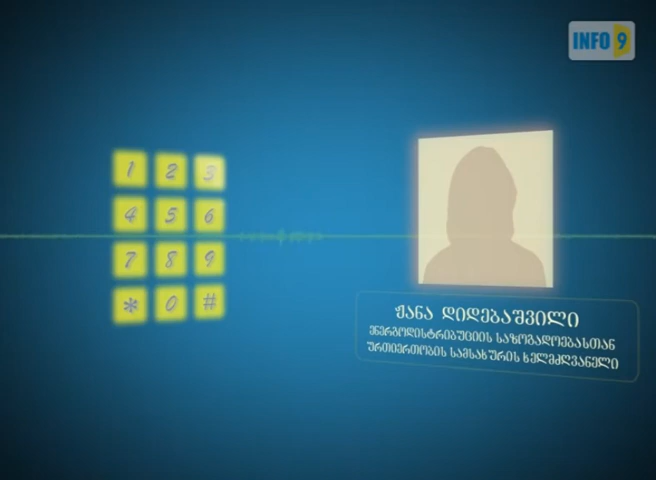 INFO 9
1 2 3
4 5 6
7 8 9
* 0 #
ჟანა დიდებაშვილი
ენერგოდისტრიბუციის საზოგადოებასთან
ურთიერთობის სამსახურის ხელმძღვანელი